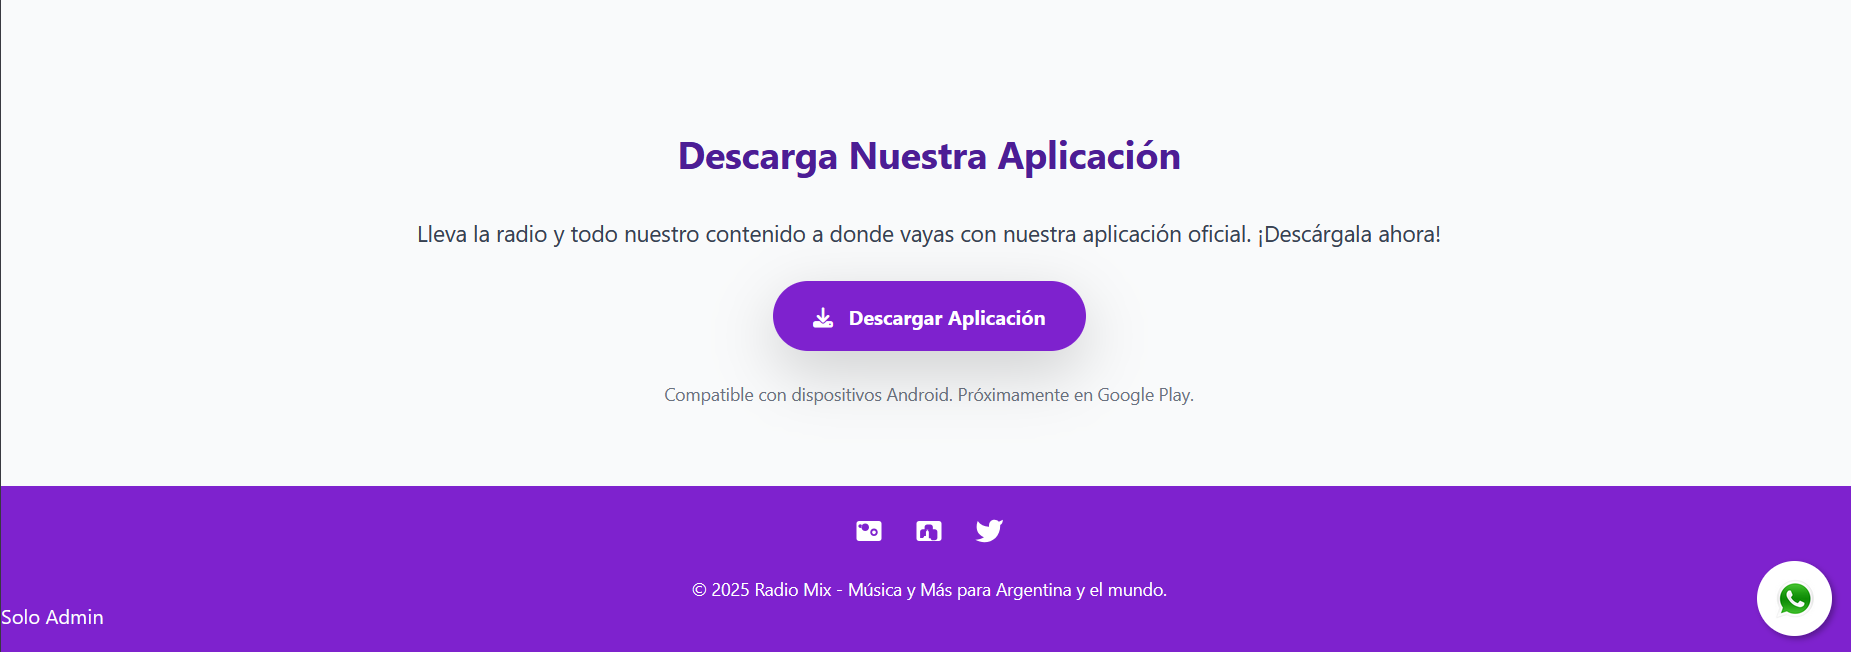 Descarga Nuestra Aplicación
Lleva la radio y todo nuestro contenido a donde vayas con nuestra aplicación oficial. ¡Descárgala ahora!
Descargar Aplicación
Compatible con dispositivos Android. Próximamente en Google Play.
© 2025 Radio Mix - Música y Más para Argentina y el mundo.
Solo Admin